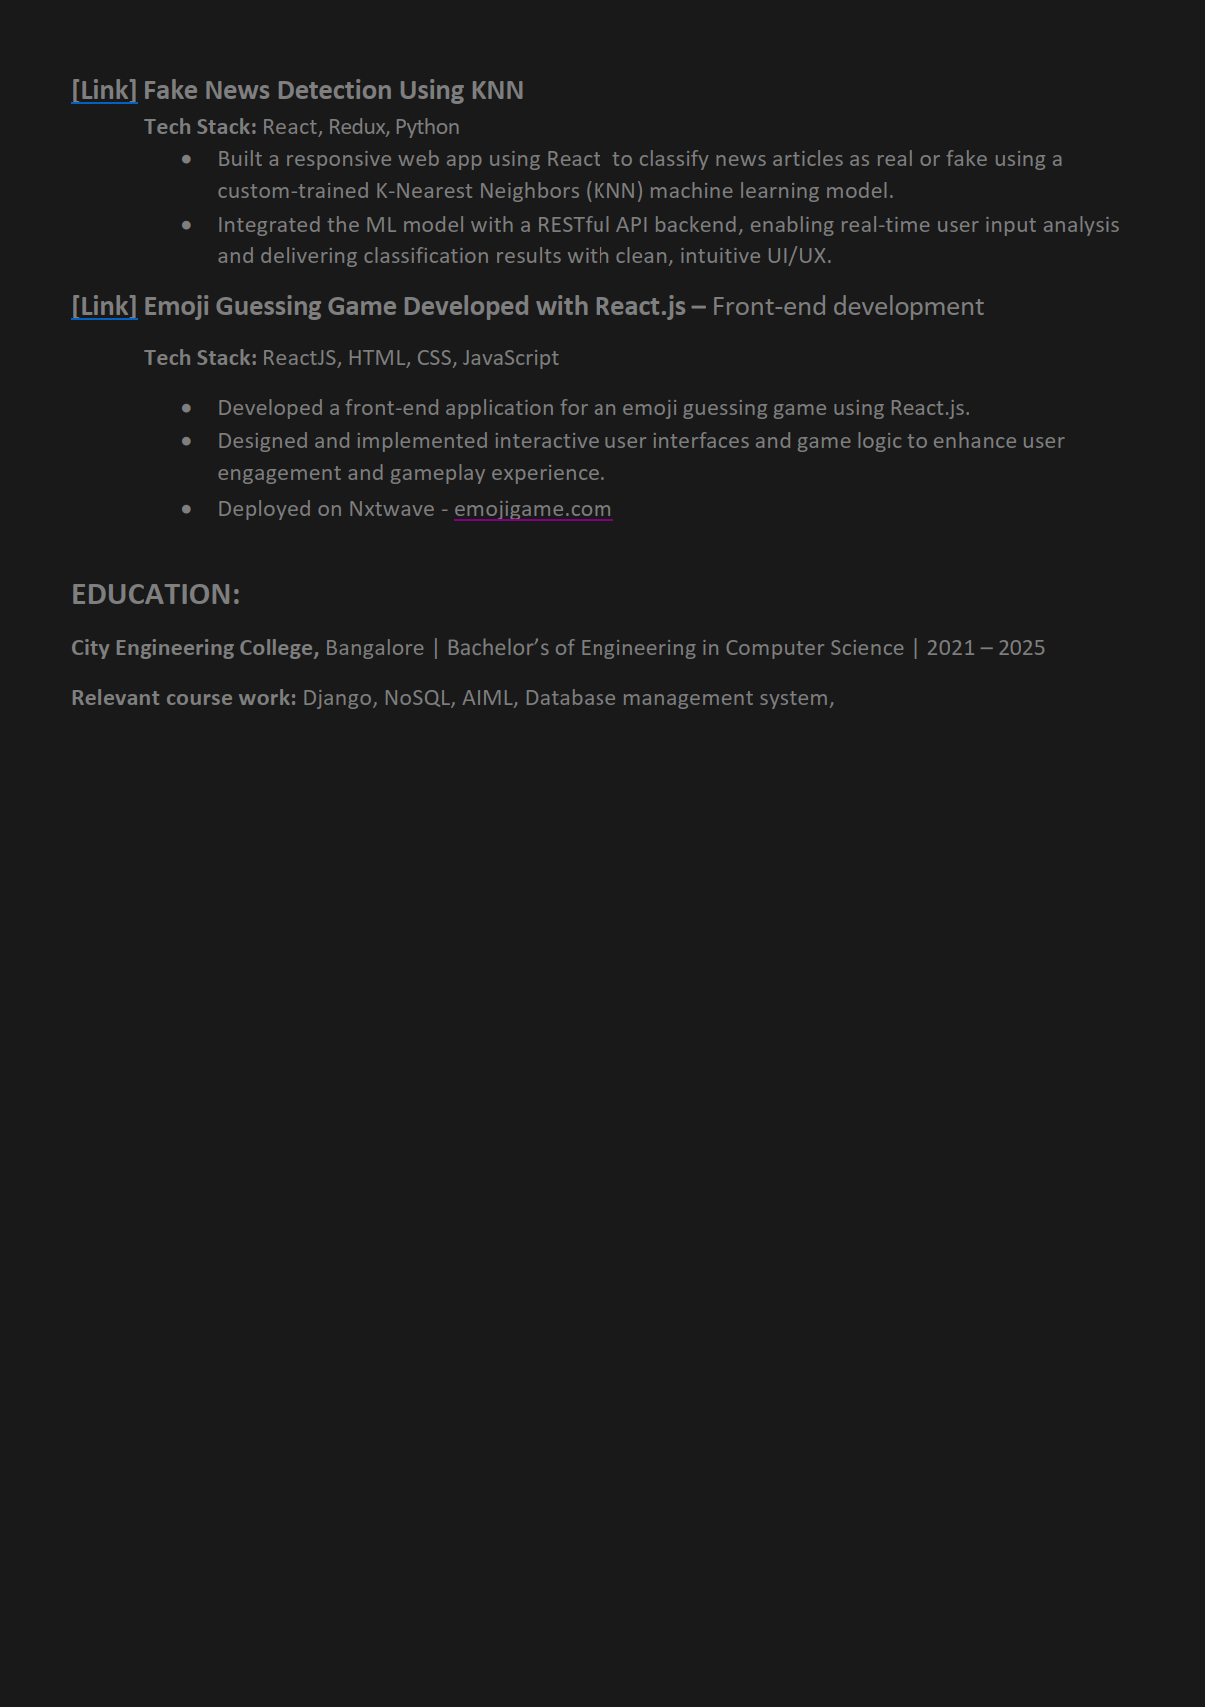 [Link] Fake News Detection Using KNN
Tech Stack: React, Redux, Python
• Built a responsive web app using React  to classify news articles as real or fake using a
custom-trained K-Nearest Neighbors (KNN) machine learning model.
• Integrated the ML model with a RESTful API backend, enabling real-time user input analysis
and delivering classification results with clean, intuitive UI/UX.
[Link] Emoji Guessing Game Developed with React.js – Front-end development
Tech Stack: ReactJS, HTML, CSS, JavaScript
• Developed a front-end application for an emoji guessing game using React.js.
• Designed and implemented interactive user interfaces and game logic to enhance user
engagement and gameplay experience.
• Deployed on Nxtwave - emojigame.com
EDUCATION:
City Engineering College, Bangalore | Bachelor’s of Engineering in Computer Science | 2021 – 2025
Relevant course work: Django, NoSQL, AIML, Database management system,